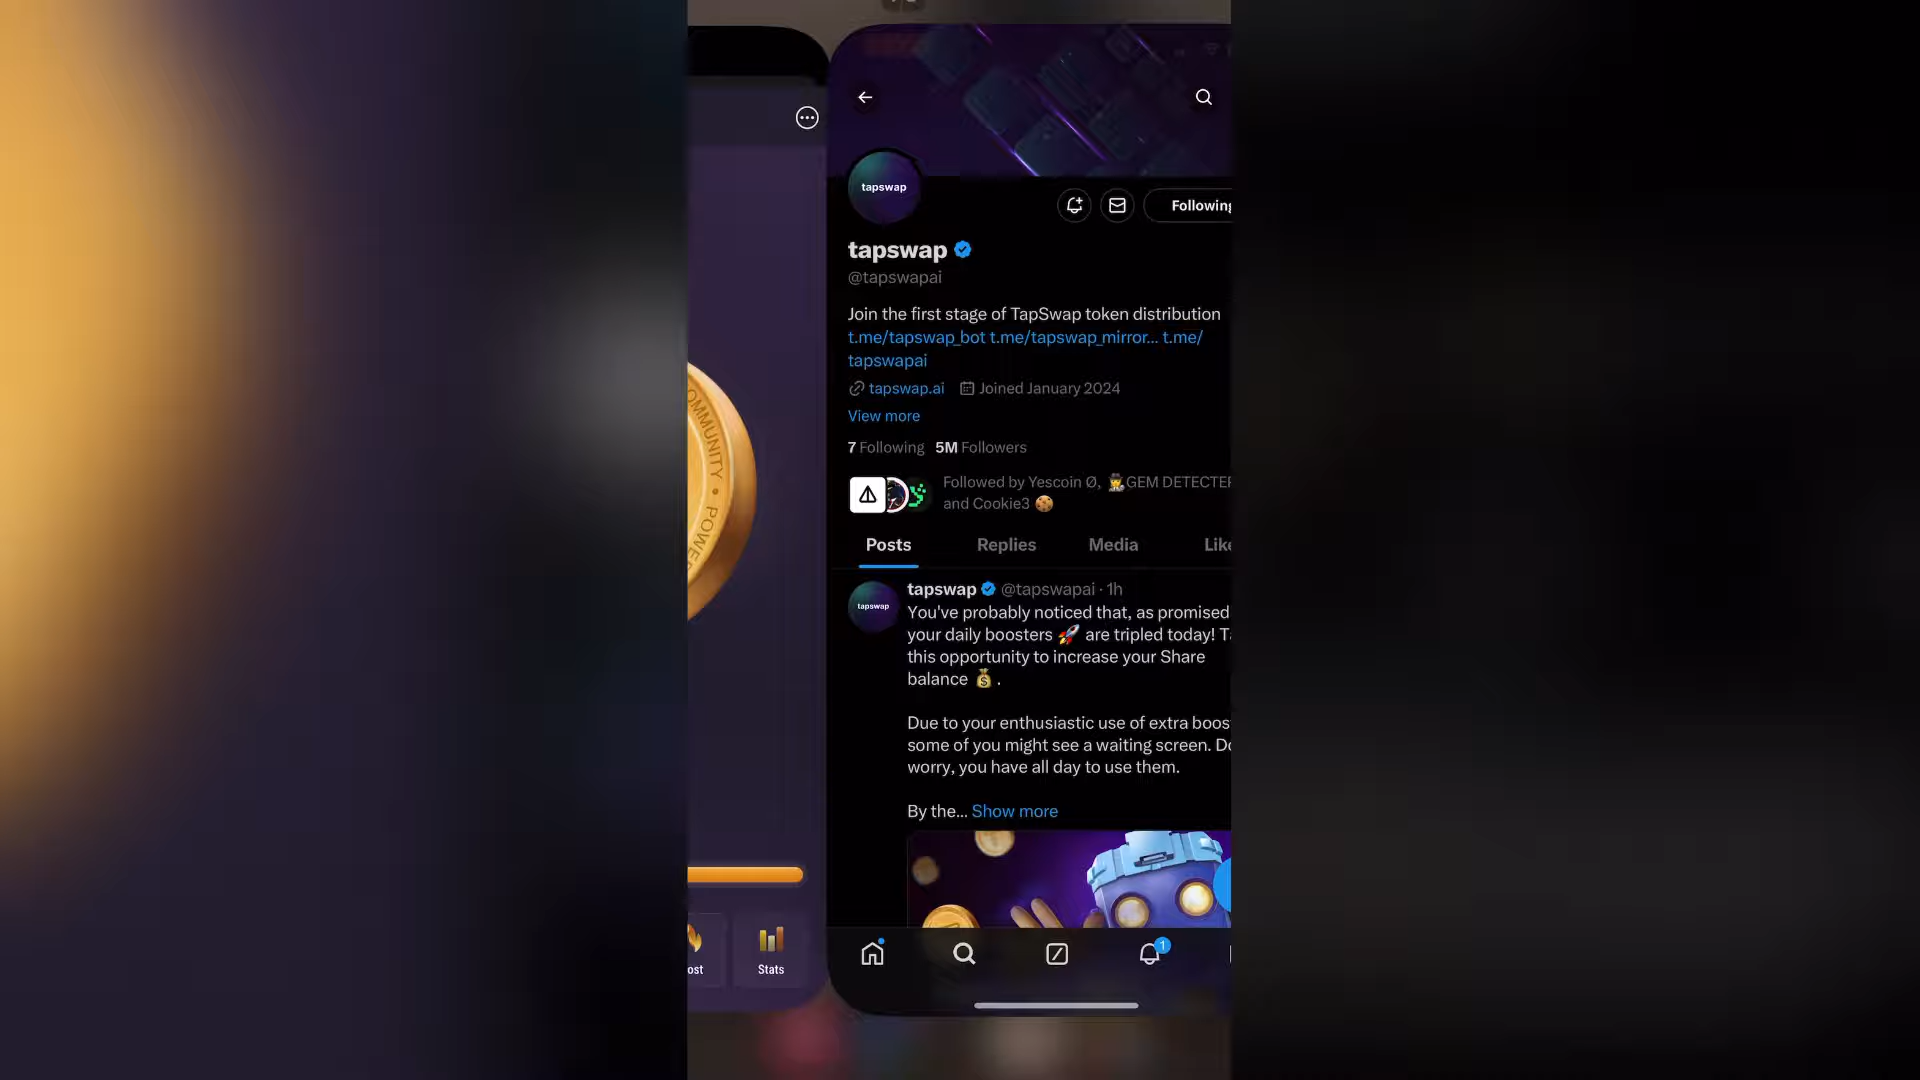 COMMUNITY • POWER
ost
Stats
tapswap
Following
tapswap
@tapswapai
Join the first stage of TapSwap token distribution
t.me/tapswap_bot t.me/tapswap_mirror... t.me/
tapswapai
tapswap.ai Joined January 2024
View more
7 Following 5M Followers
Followed by Yescoin Ø, 🕵️GEM DETECTER
and Cookie3 🍪
Posts Replies Media Like
tapswap
tapswap @tapswapai · 1h
You've probably noticed that, as promised
your daily boosters 🚀 are tripled today! T
this opportunity to increase your Share
balance 💰 .
Due to your enthusiastic use of extra boos
some of you might see a waiting screen. Do
worry, you have all day to use them.
By the... Show more
1